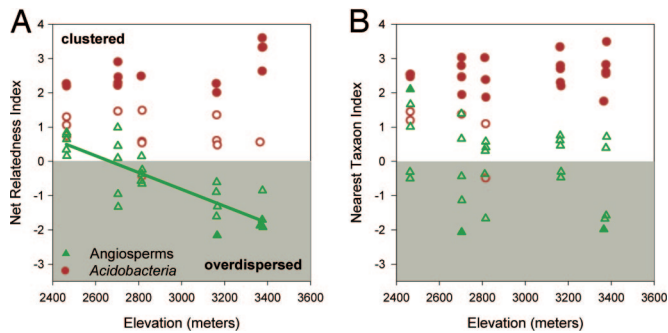 A
clustered
Net Relatedness Index
4
3
2
1
0
-1
-2
-3
Angiosperms
Acidobacteria
overdispersed
2400 2600 2800 3000 3200 3400 3600
Elevation (meters)
B
Nearest Taxaon Index
4
3
2
1
0
-1
-2
-3
2400 2600 2800 3000 3200 3400 3600
Elevation (meters)